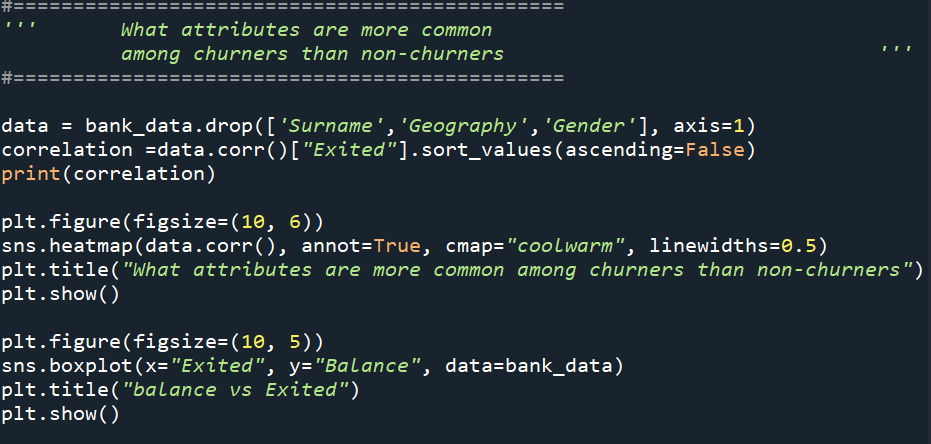 #==============================================
'''       What attributes are more common
          among churners than non-churners                               '''
#==============================================
data = bank_data.drop(['Surname','Geography','Gender'], axis=1)
correlation =data.corr()["Exited"].sort_values(ascending=False)
print(correlation)
plt.figure(figsize=(10, 6))
sns.heatmap(data.corr(), annot=True, cmap="coolwarm", linewidths=0.5)
plt.title("What attributes are more common among churners than non-churners")
plt.show()
plt.figure(figsize=(10, 5))
sns.boxplot(x="Exited", y="Balance", data=bank_data)
plt.title("balance vs Exited")
plt.show()